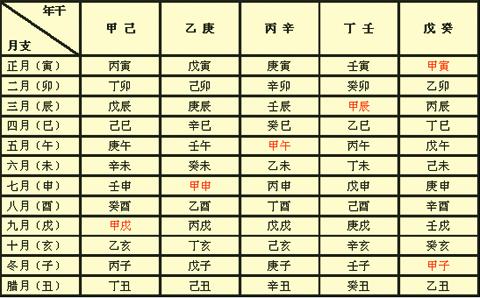 年干 甲己 乙庚 丙辛 丁壬 戊癸
月支
正月（寅） 丙寅 戊寅 庚寅 壬寅 甲寅
二月（卯） 丁卯 己卯 辛卯 癸卯 乙卯
三月（辰） 戊辰 庚辰 壬辰 甲辰 丙辰
四月（巳） 己巳 辛巳 癸巳 乙巳 丁巳
五月（午） 庚午 壬午 甲午 丙午 戊午
六月（未） 辛未 癸未 乙未 丁未 己未
七月（申） 壬申 甲申 丙申 戊申 庚申
八月（酉） 癸酉 乙酉 丁酉 己酉 辛酉
九月（戌） 甲戌 丙戌 戊戌 庚戌 壬戌
十月（亥） 乙亥 丁亥 己亥 辛亥 癸亥
冬月（子） 丙子 戊子 庚子 壬子 甲子
腊月（丑） 丁丑 己丑 辛丑 癸丑 乙丑